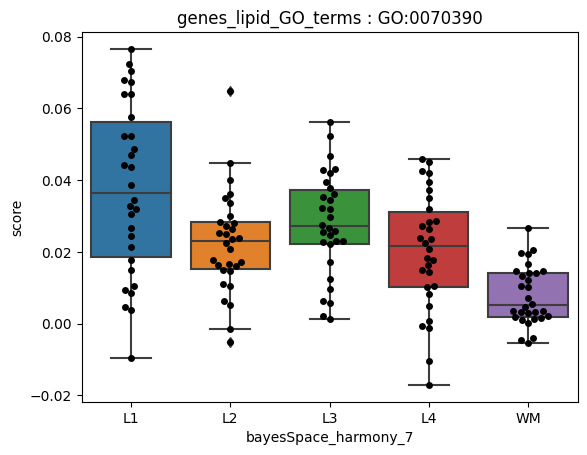 genes_lipid_GO_terms : GO:0070390
0.08
0.06
0.04
0.02
0.00
−0.02
score
L1 L2 L3 L4 WM
bayesSpace_harmony_7